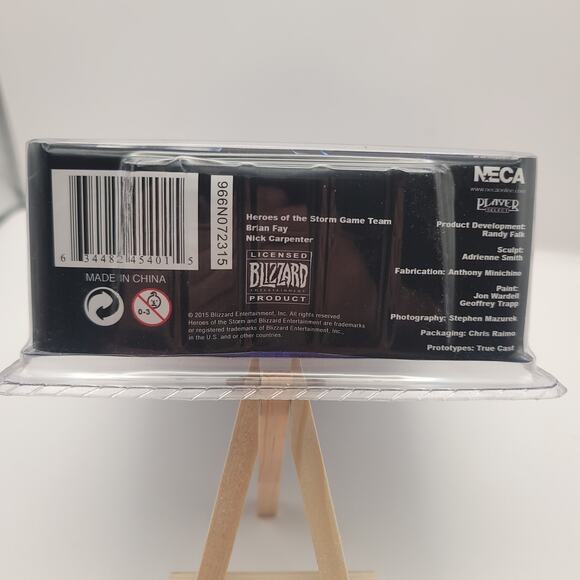 6 34482 45401 5
966N072315
MADE IN CHINA
0-3
Heroes of the Storm Game Team
Brian Fay
Nick Carpenter
LICENSED
BLIZZARD
ENTERTAINMENT
PRODUCT
© 2015 Blizzard Entertainment, Inc. All rights reserved.
Heroes of the Storm and Blizzard Entertainment are trademarks
or registered trademarks of Blizzard Entertainment, Inc.,
in the U.S. and or other countries.
NECA
www.necaonline.com
PLAYER
SELECT
Product Development:
Randy Falk
Sculpt:
Adrienne Smith
Fabrication: Anthony Minichino
Paint:
Jon Wardell
Geoffrey Trapp
Photography: Stephen Mazurek
Packaging: Chris Raimo
Prototypes: True Cast